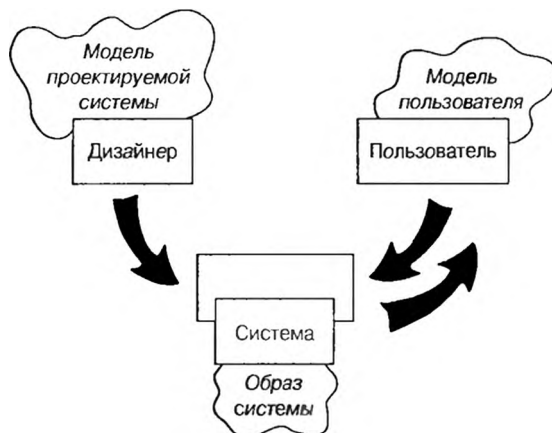 Модель
проектируемой
системы
Дизайнер
Модель
пользователя
Пользователь
Система
Образ
системы